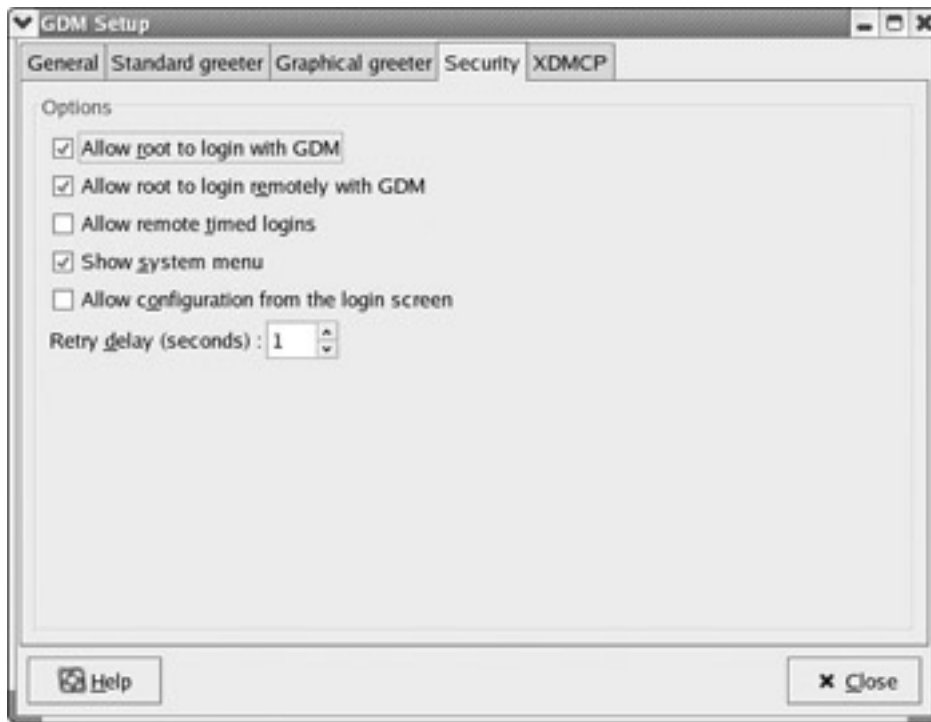 GDM Setup
General Standard greeter Graphical greeter Security XDMCP
Options
Allow root to login with GDM
Allow root to login remotely with GDM
Allow remote timed logins
Show system menu
Allow configuration from the login screen
Retry delay (seconds) : 1
Help Close